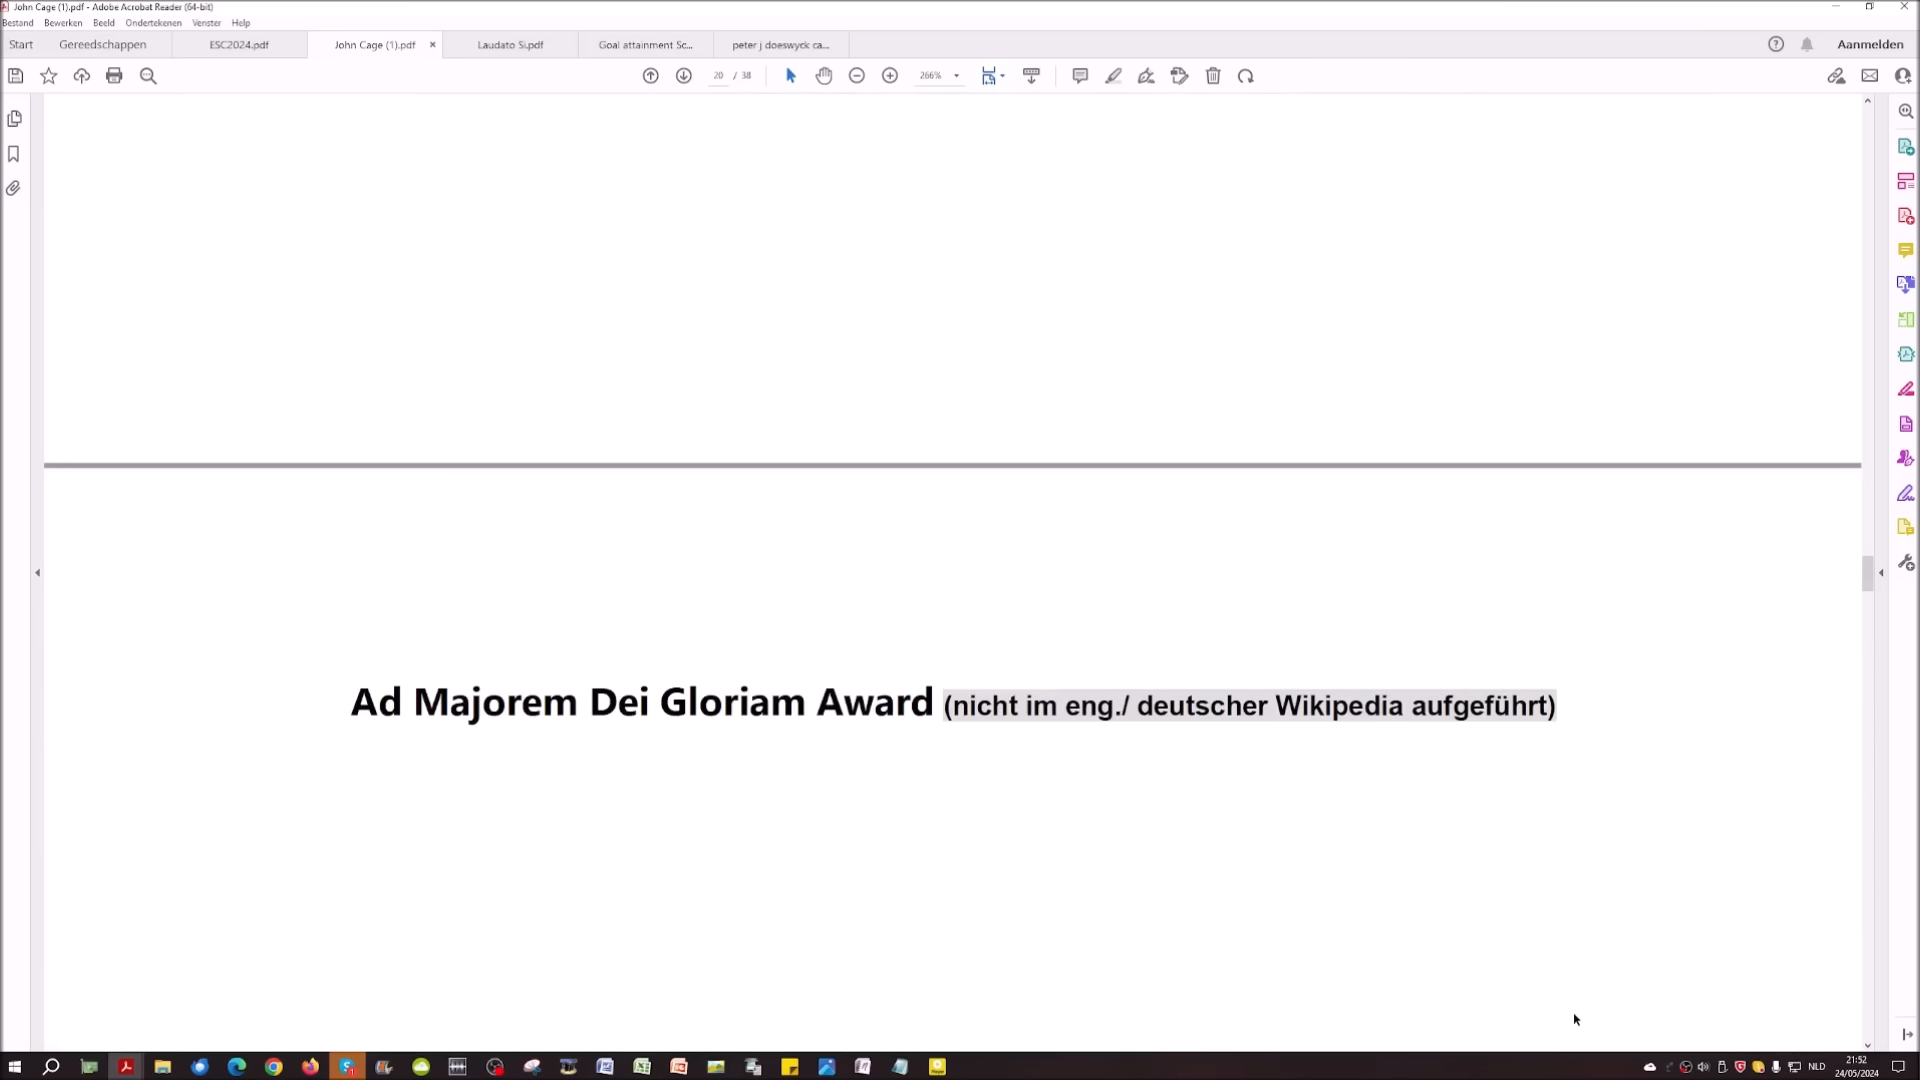 John Cage (1).pdf - Adobe Acrobat Reader (64-bit)
Bestand Bewerken Beeld Ondertekenen Venster Help
Start Gereedschappen ESC2024.pdf John Cage (1).pdf × Laudato Si.pdf Goal attainment Sc... peter j doeswyck ca... Aanmelden
20 / 38 266%
Ad Majorem Dei Gloriam Award (nicht im eng./ deutscher Wikipedia aufgeführt)
21:52
NLD
24/05/2024